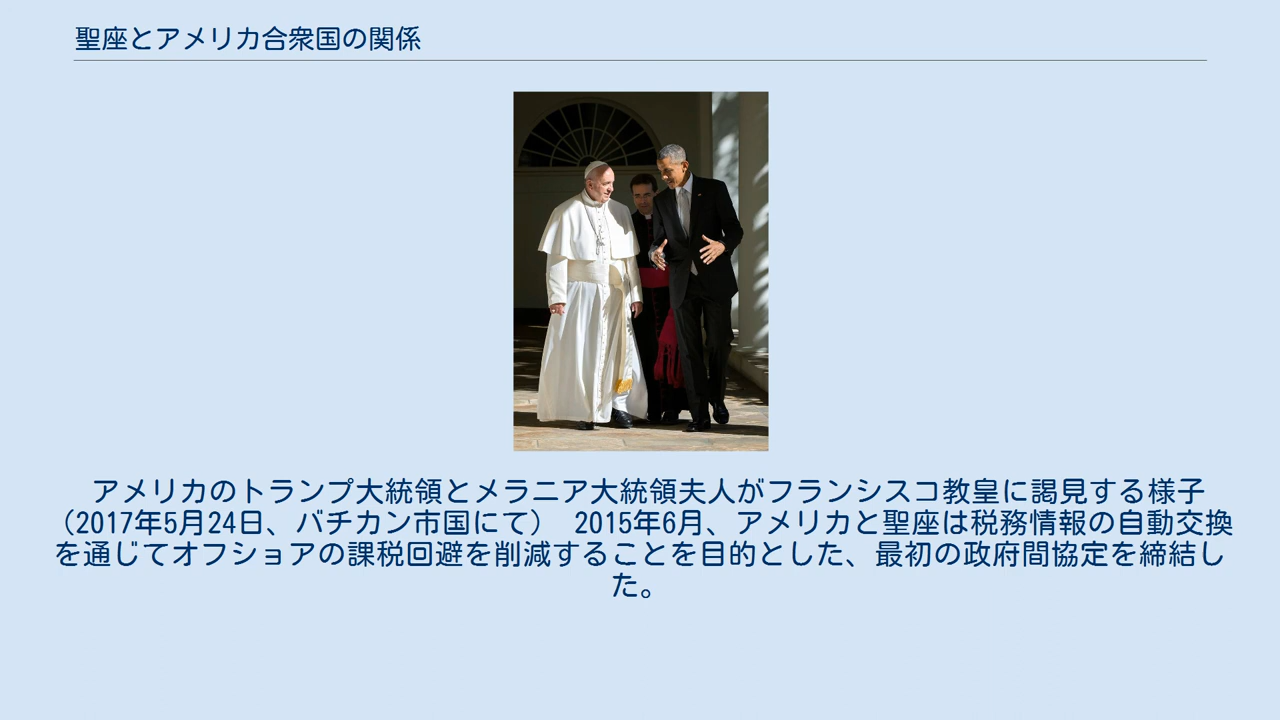 聖座とアメリカ合衆国の関係
アメリカのトランプ大統領とメラニア大統領夫人がフランシスコ教皇に謁見する様子
（2017年5月24日、バチカン市国にて） 2015年6月、アメリカと聖座は税務情報の自動交換
を通じてオフショアの課税回避を削減することを目的とした、最初の政府間協定を締結し
た。